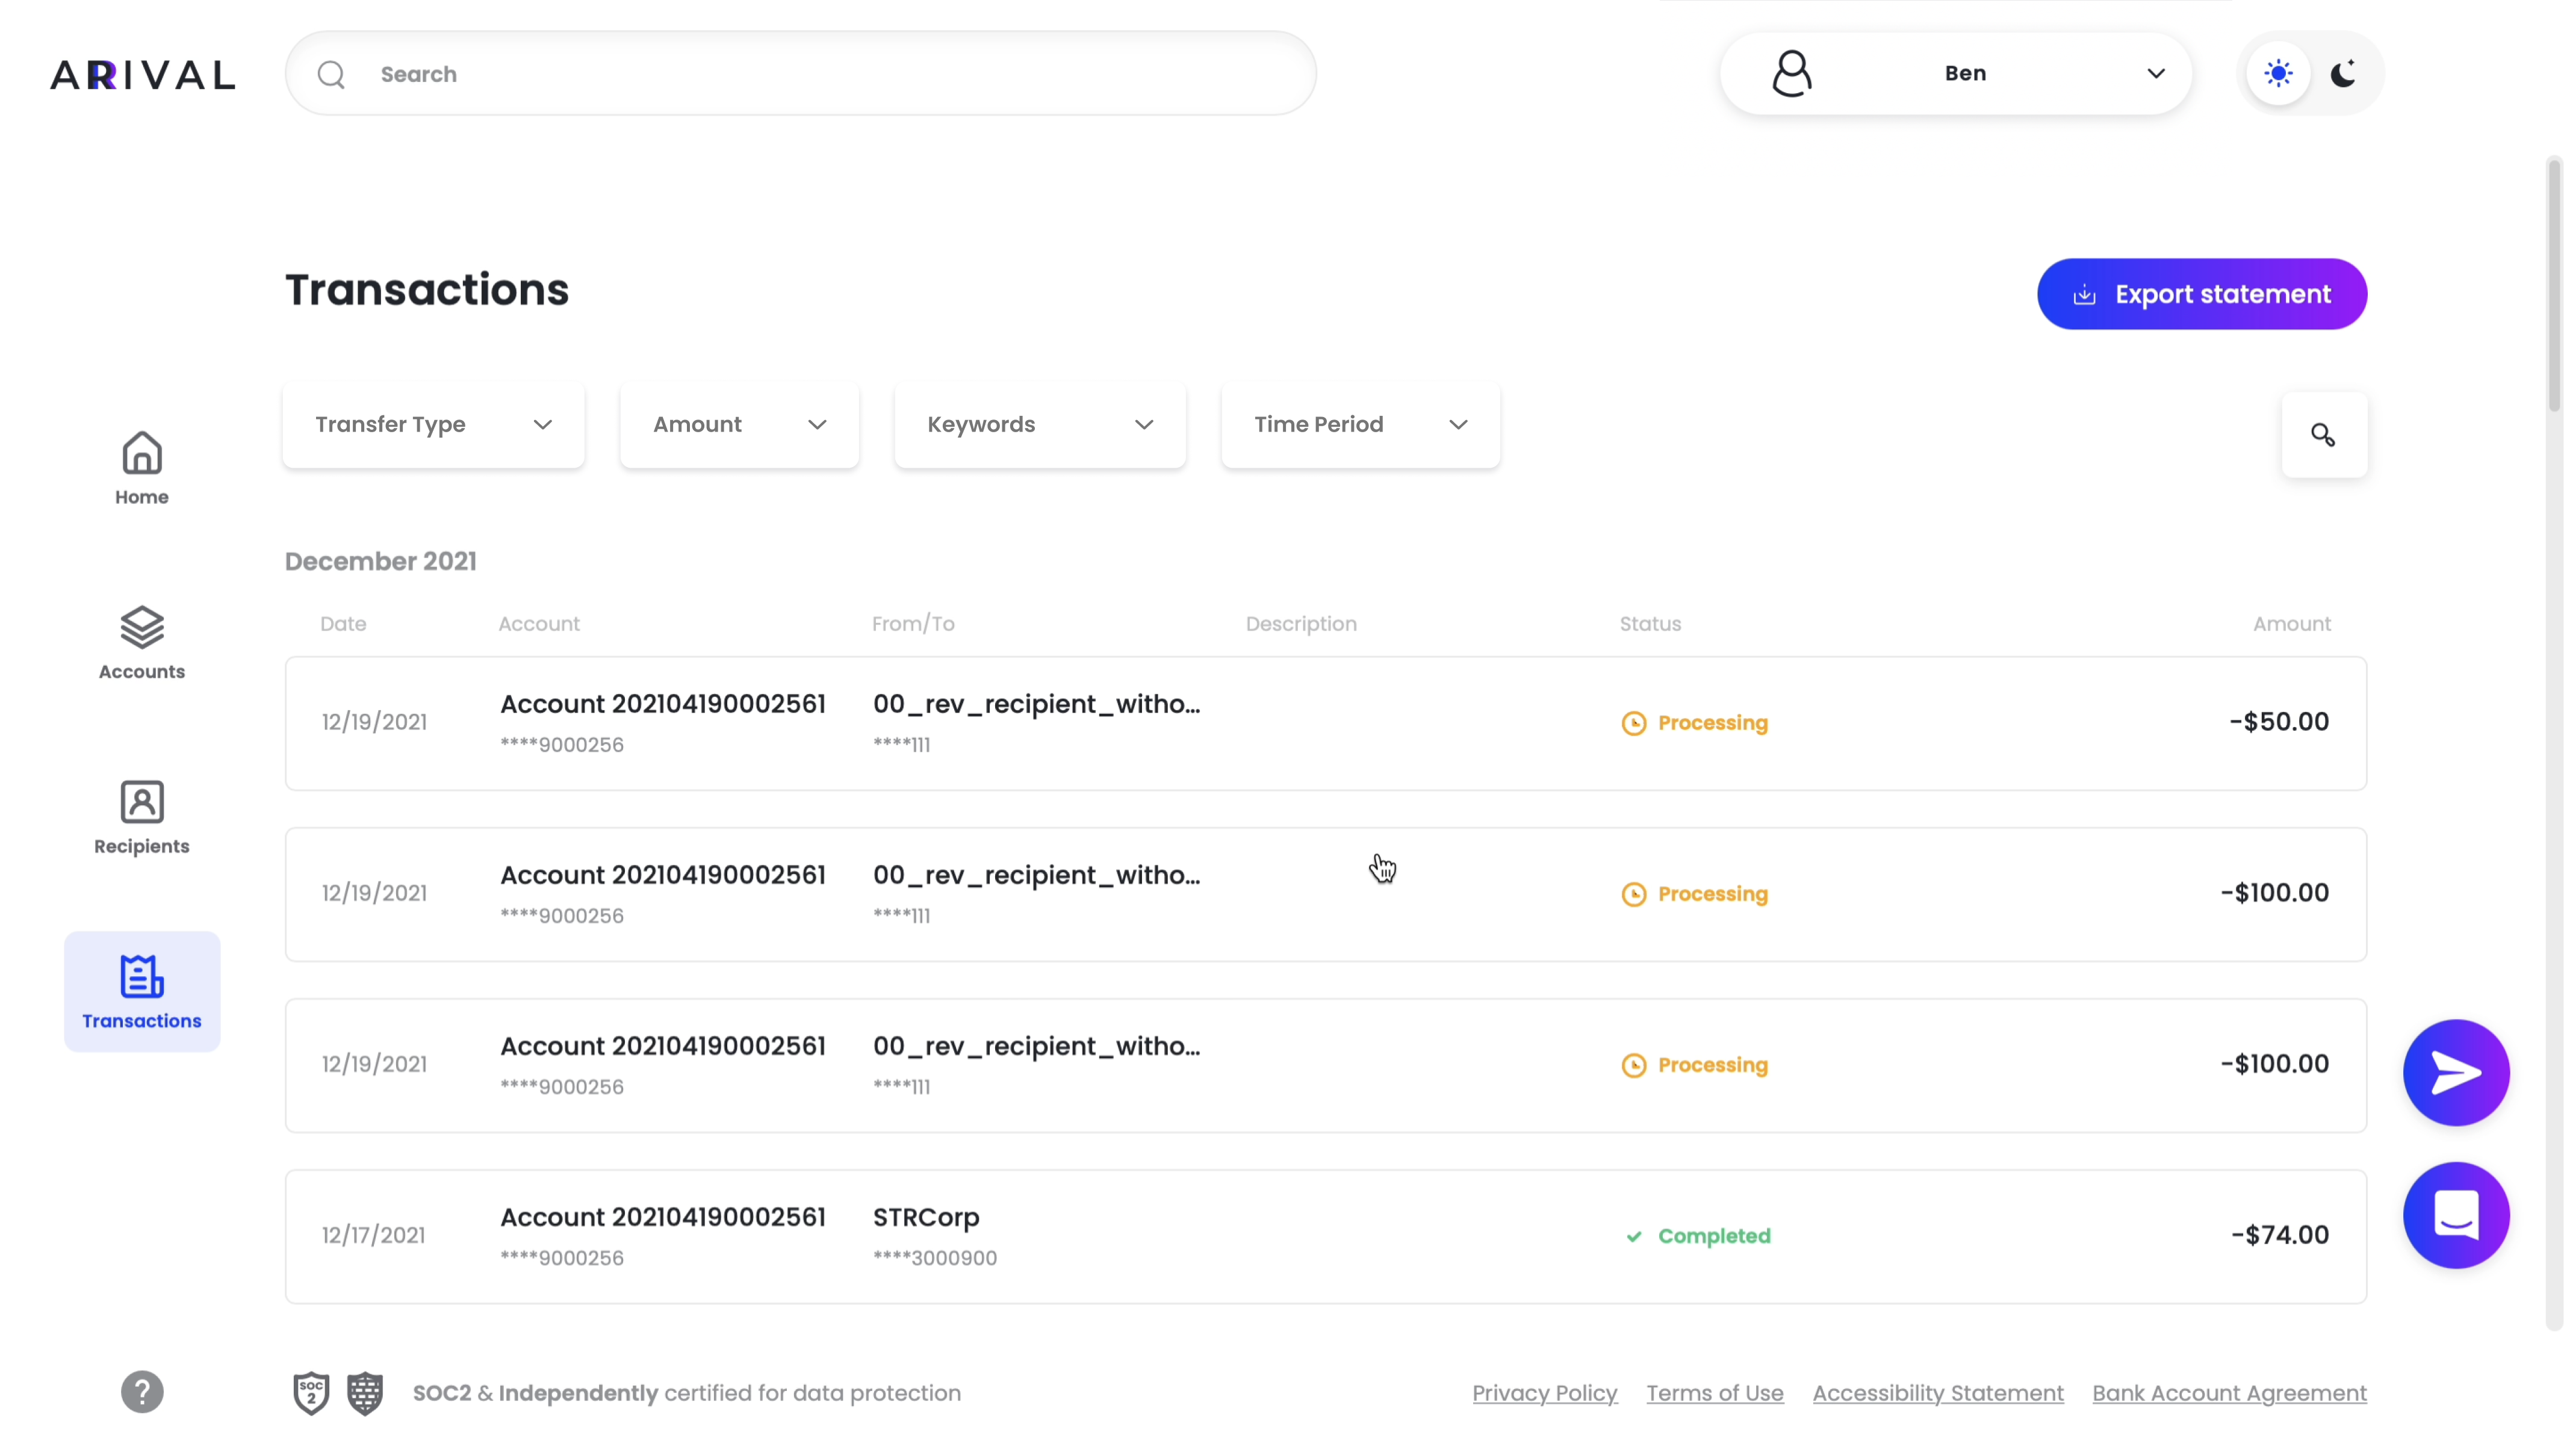 ARIVAL
Search
Ben
Transactions
Export statement
Transfer Type
Amount
Keywords
Time Period
Home
Accounts
Recipients
Transactions
December 2021
Date Account From/To Description Status Amount
12/19/2021 Account 202104190002561 00_rev_recipient_witho... Processing -$50.00
****9000256 ****111
12/19/2021 Account 202104190002561 00_rev_recipient_witho... Processing -$100.00
****9000256 ****111
12/19/2021 Account 202104190002561 00_rev_recipient_witho... Processing -$100.00
****9000256 ****111
12/17/2021 Account 202104190002561 STRCorp Completed -$74.00
****9000256 ****3000900
?
SOC
2
SOC2 & Independently certified for data protection
Privacy Policy Terms of Use Accessibility Statement Bank Account Agreement